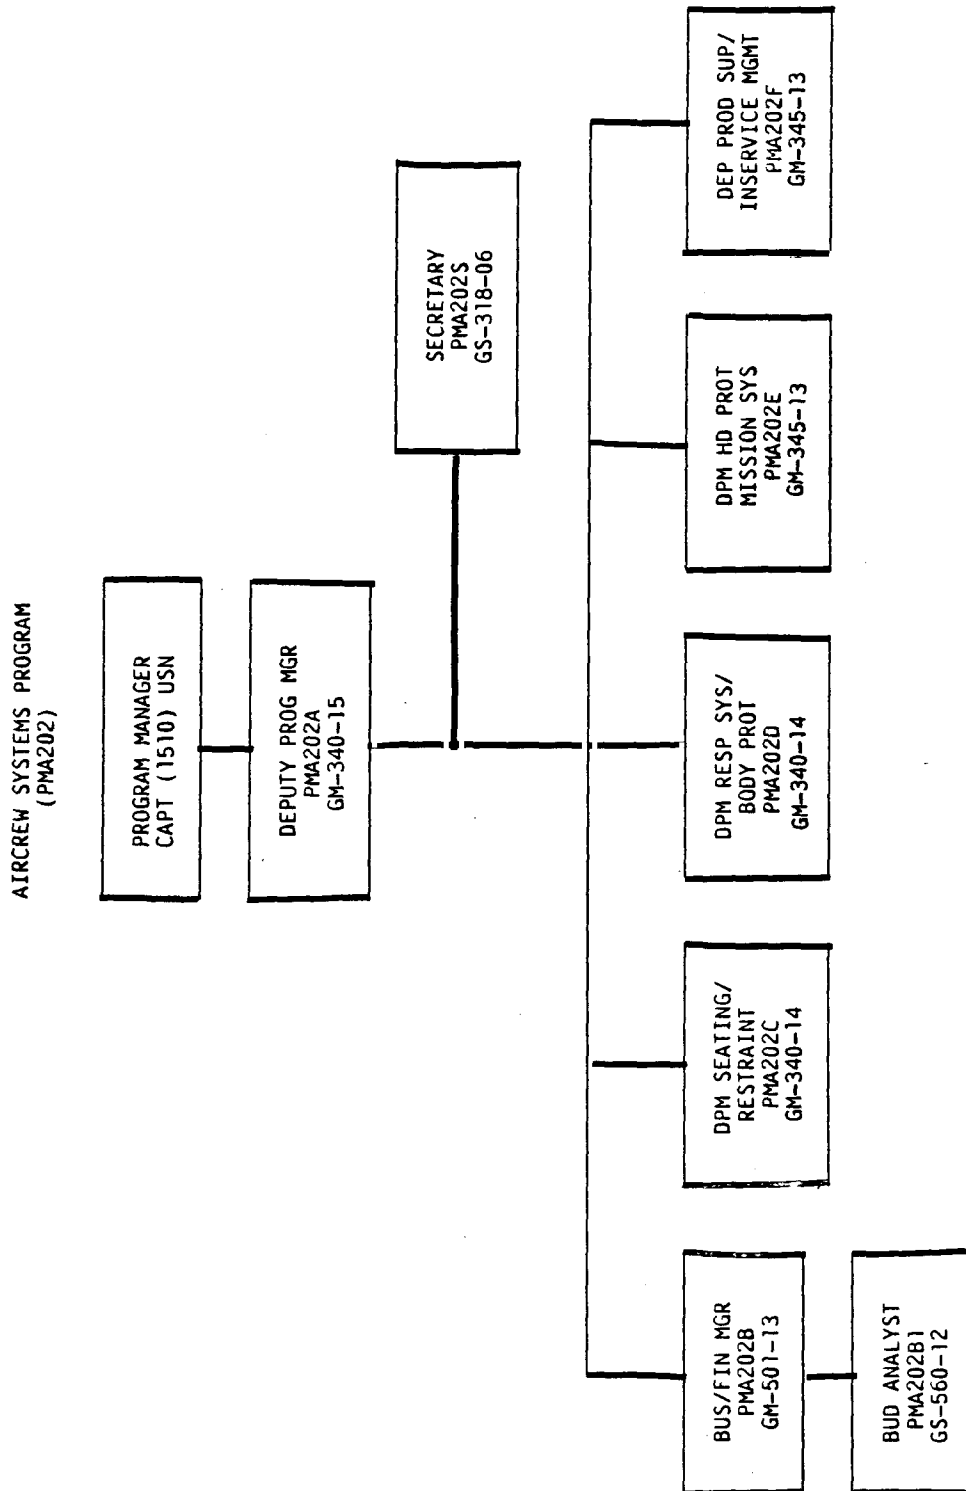 AIRCREW SYSTEMS PROGRAM
(PMA202)
PROGRAM MANAGER
CAPT (1510) USN
DEPUTY PROG MGR
PMA202A
GM-340-15
SECRETARY
PMA202S
GS-318-06
BUS/FIN MGR
PMA202B
GM-501-13
DPM SEATING/
RESTRAINT
PMA202C
GM-340-14
DPM RESP SYS/
BODY PROT
PMA202D
GM-340-14
DPM HD PROT
MISSION SYS
PMA202E
GM-345-13
DEP PROD SUP/
INSERVICE MGMT
PMA202F
GM-345-13
BUD ANALYST
PMA202B1
GS-560-12